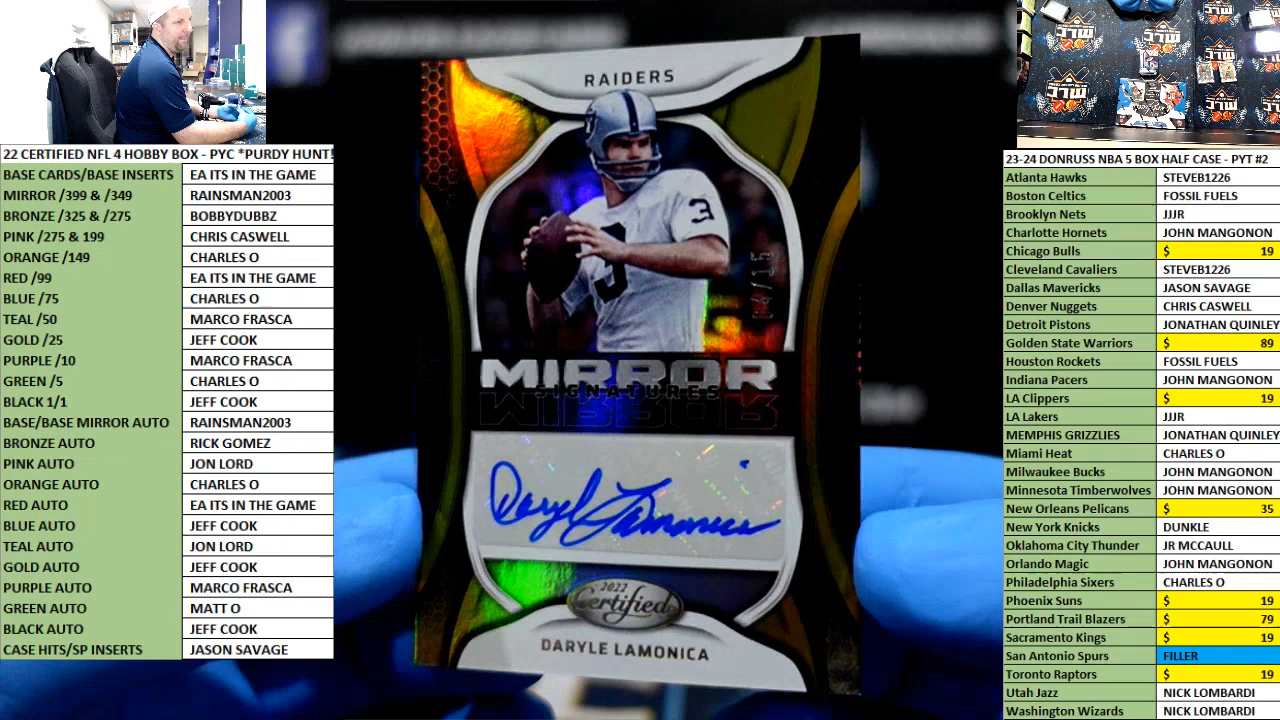 22 CERTIFIED NFL 4 HOBBY BOX - PYC *PURDY HUNT!
BASE CARDS/BASE INSERTS EA ITS IN THE GAME
MIRROR /399 & /349 RAINSMAN2003
BRONZE /325 & /275 BOBBYDUBBZ
PINK /275 & 199 CHRIS CASWELL
ORANGE /149 CHARLES O
RED /99 EA ITS IN THE GAME
BLUE /75 CHARLES O
TEAL /50 MARCO FRASCA
GOLD /25 JEFF COOK
PURPLE /10 MARCO FRASCA
GREEN /5 CHARLES O
BLACK 1/1 JEFF COOK
BASE/BASE MIRROR AUTO RAINSMAN2003
BRONZE AUTO RICK GOMEZ
PINK AUTO JON LORD
ORANGE AUTO CHARLES O
RED AUTO EA ITS IN THE GAME
BLUE AUTO JEFF COOK
TEAL AUTO JON LORD
GOLD AUTO JEFF COOK
PURPLE AUTO MARCO FRASCA
GREEN AUTO MATT O
BLACK AUTO JEFF COOK
CASE HITS/SP INSERTS JASON SAVAGE
RAIDERS
3
3
MIRROR
SIGNATURES
Daryle Lamonica
2022
Certified
DARYLE LAMONICA
23-24 DONRUSS NBA 5 BOX HALF CASE - PYT #2
Atlanta Hawks STEVEB1226
Boston Celtics FOSSIL FUELS
Brooklyn Nets JJJR
Charlotte Hornets JOHN MANGONON
Chicago Bulls $ 19
Cleveland Cavaliers STEVEB1226
Dallas Mavericks JASON SAVAGE
Denver Nuggets CHRIS CASWELL
Detroit Pistons JONATHAN QUINLEY
Golden State Warriors $ 89
Houston Rockets FOSSIL FUELS
Indiana Pacers JOHN MANGONON
LA Clippers $ 19
LA Lakers JJJR
MEMPHIS GRIZZLIES JONATHAN QUINLEY
Miami Heat CHARLES O
Milwaukee Bucks JOHN MANGONON
Minnesota Timberwolves JOHN MANGONON
New Orleans Pelicans $ 35
New York Knicks DUNKLE
Oklahoma City Thunder JR MCCAULL
Orlando Magic JOHN MANGONON
Philadelphia Sixers CHARLES O
Phoenix Suns $ 19
Portland Trail Blazers $ 79
Sacramento Kings $ 19
San Antonio Spurs FILLER
Toronto Raptors $ 19
Utah Jazz NICK LOMBARDI
Washington Wizards NICK LOMBARDI